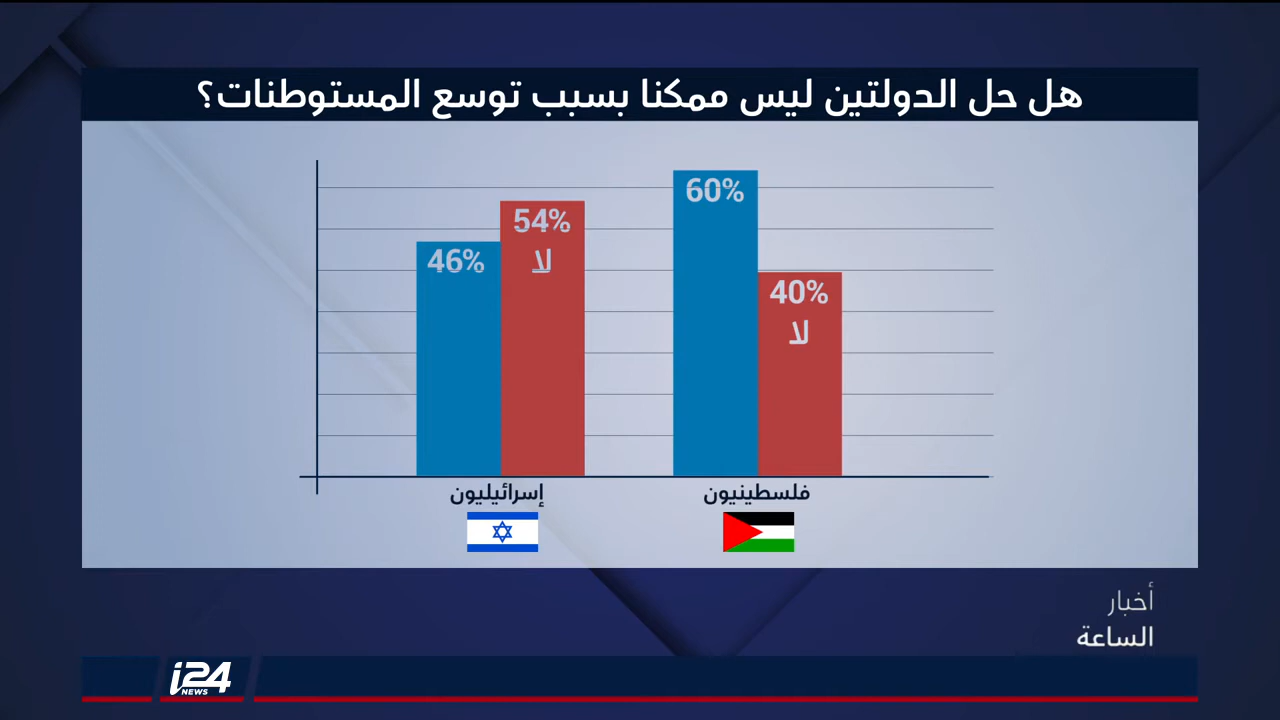 هل حل الدولتين ليس ممكنا بسبب توسع المستوطنات؟
60%
40%
لا
54%
لا
46%
فلسطينيون
إسرائيليون
أخبار
الساعة
i24
NEWS